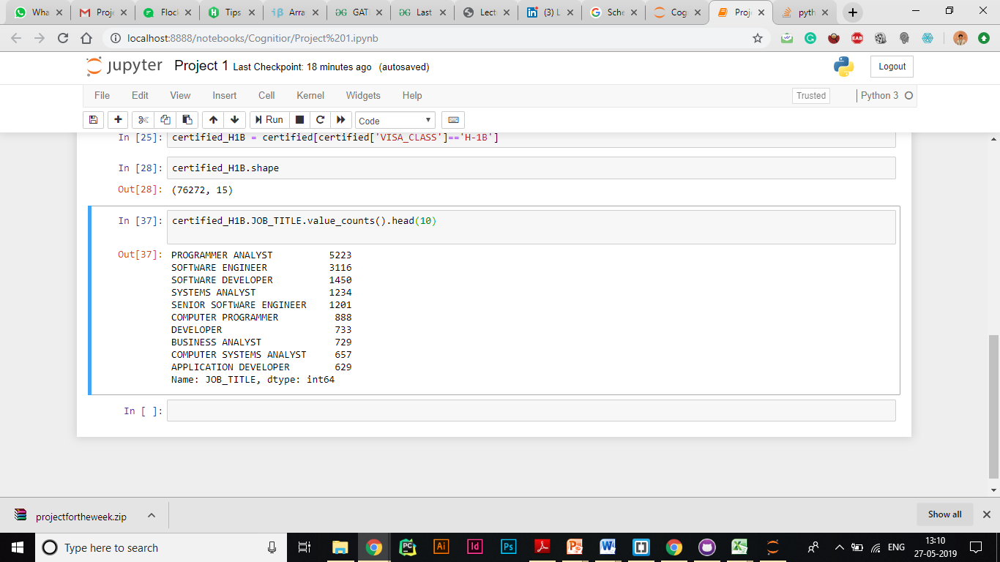 Wha
Proje
Flock
Tips
Arra
GATE
Last
Lect
(3) L
Sche
Cog
Proje
pyth
localhost:8888/notebooks/Cognitior/Project%201.ipynb
jupyter Project 1 Last Checkpoint: 18 minutes ago (autosaved)
Logout
File Edit View Insert Cell Kernel Widgets Help
Trusted
Python 3
Run
Code
In [25]: certified_H1B = certified[certified['VISA_CLASS']=='H-1B']
In [28]: certified_H1B.shape
Out[28]: (76272, 15)
In [37]: certified_H1B.JOB_TITLE.value_counts().head(10)
Out[37]: PROGRAMMER ANALYST 5223
SOFTWARE ENGINEER 3116
SOFTWARE DEVELOPER 1450
SYSTEMS ANALYST 1234
SENIOR SOFTWARE ENGINEER 1201
COMPUTER PROGRAMMER 888
DEVELOPER 733
BUSINESS ANALYST 729
COMPUTER SYSTEMS ANALYST 657
APPLICATION DEVELOPER 629
Name: JOB_TITLE, dtype: int64
In [ ]:
projectfortheweek.zip
Show all
Type here to search
ENG
13:10
27-05-2019